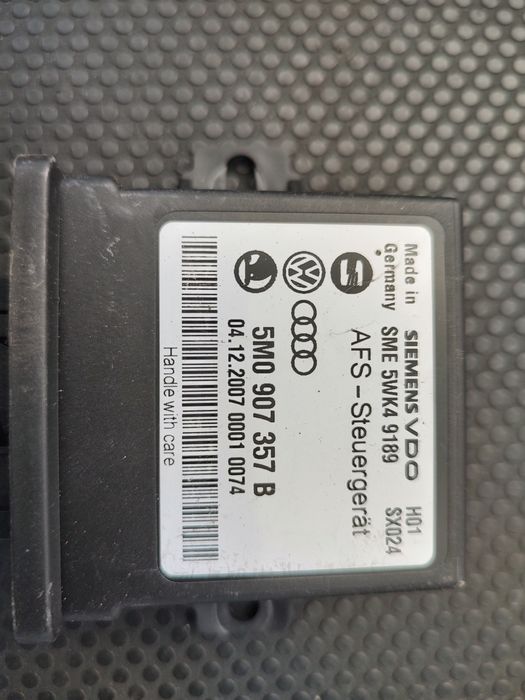 Made in SIEMENS VDO H01
Germany SME 5WK4 9189 SX024
AFS - Steuergerät
5M0 907 357 B
04.12.2007 0001 0074
Handle with care